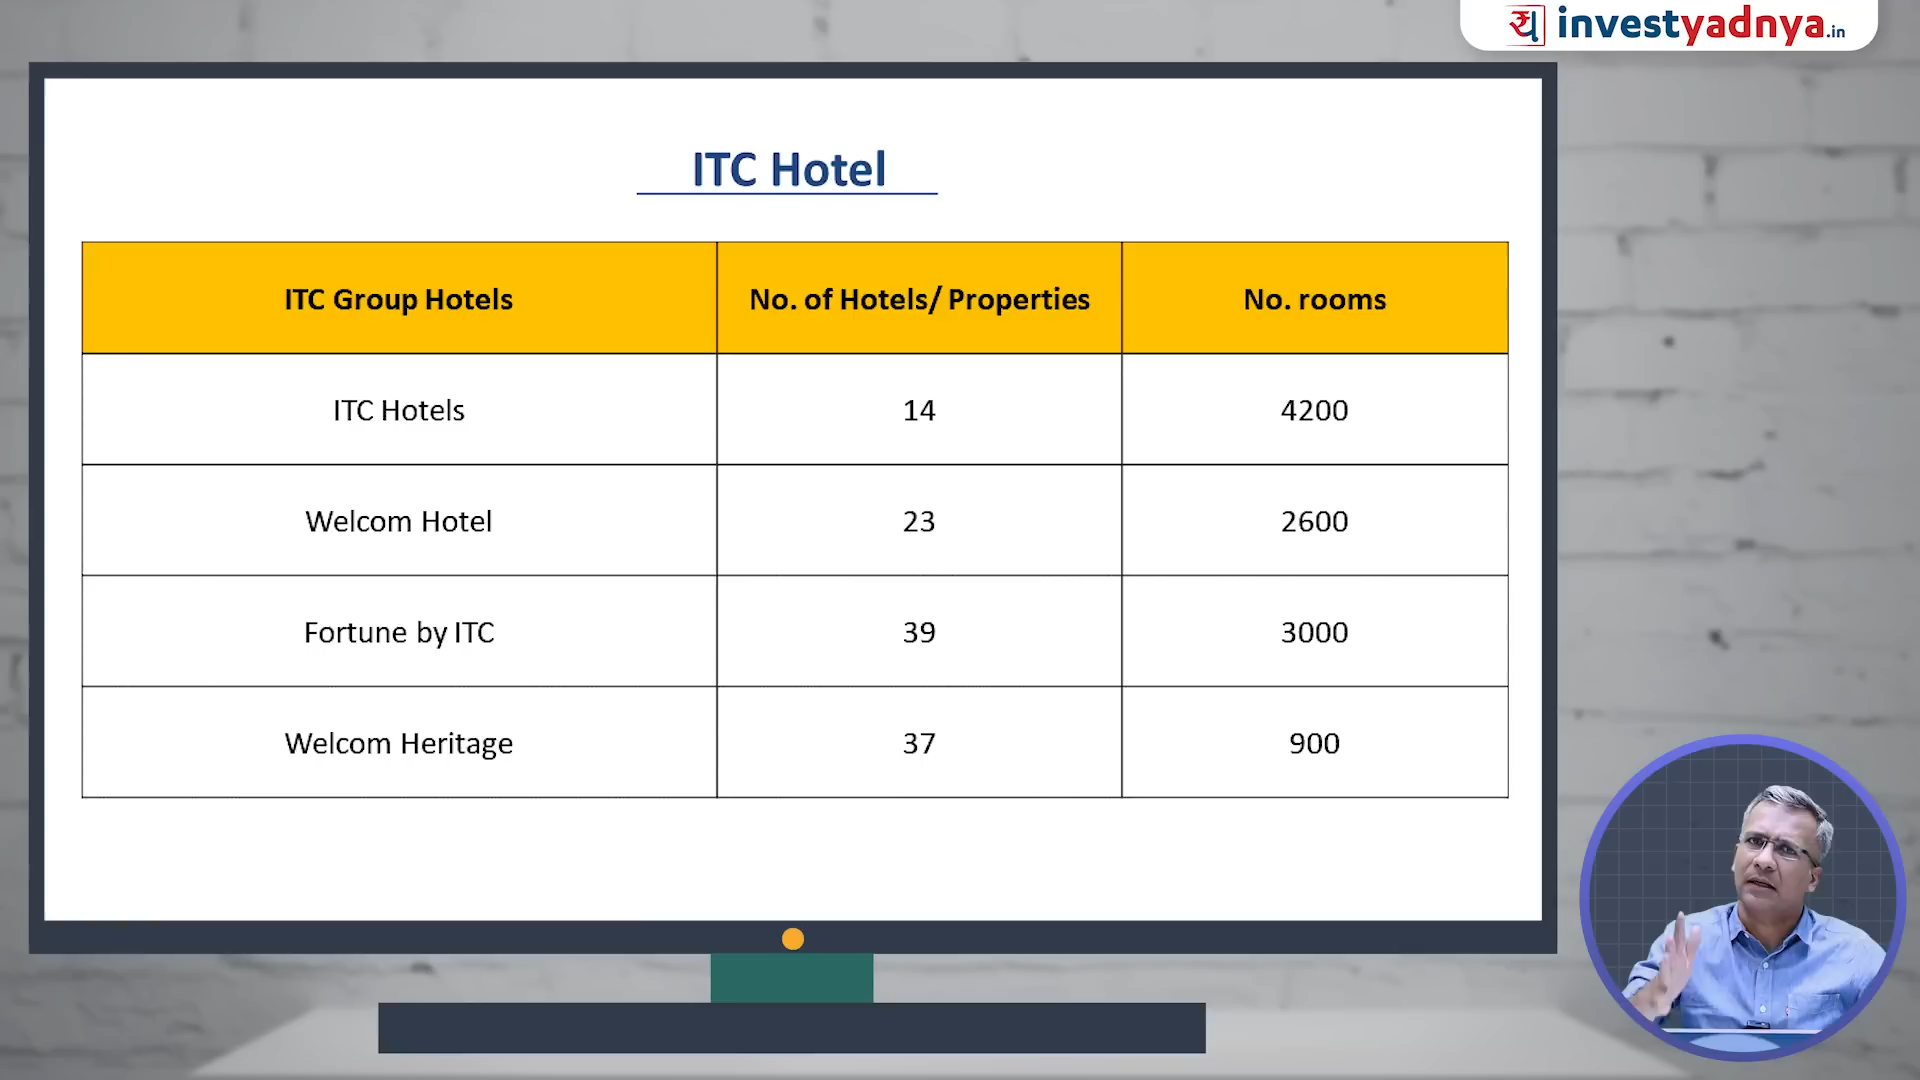 investyadnya.in
ITC Hotel
ITC Group Hotels
No. of Hotels/ Properties
No. rooms
ITC Hotels
14
4200
Welcom Hotel
23
2600
Fortune by ITC
39
3000
Welcom Heritage
37
900